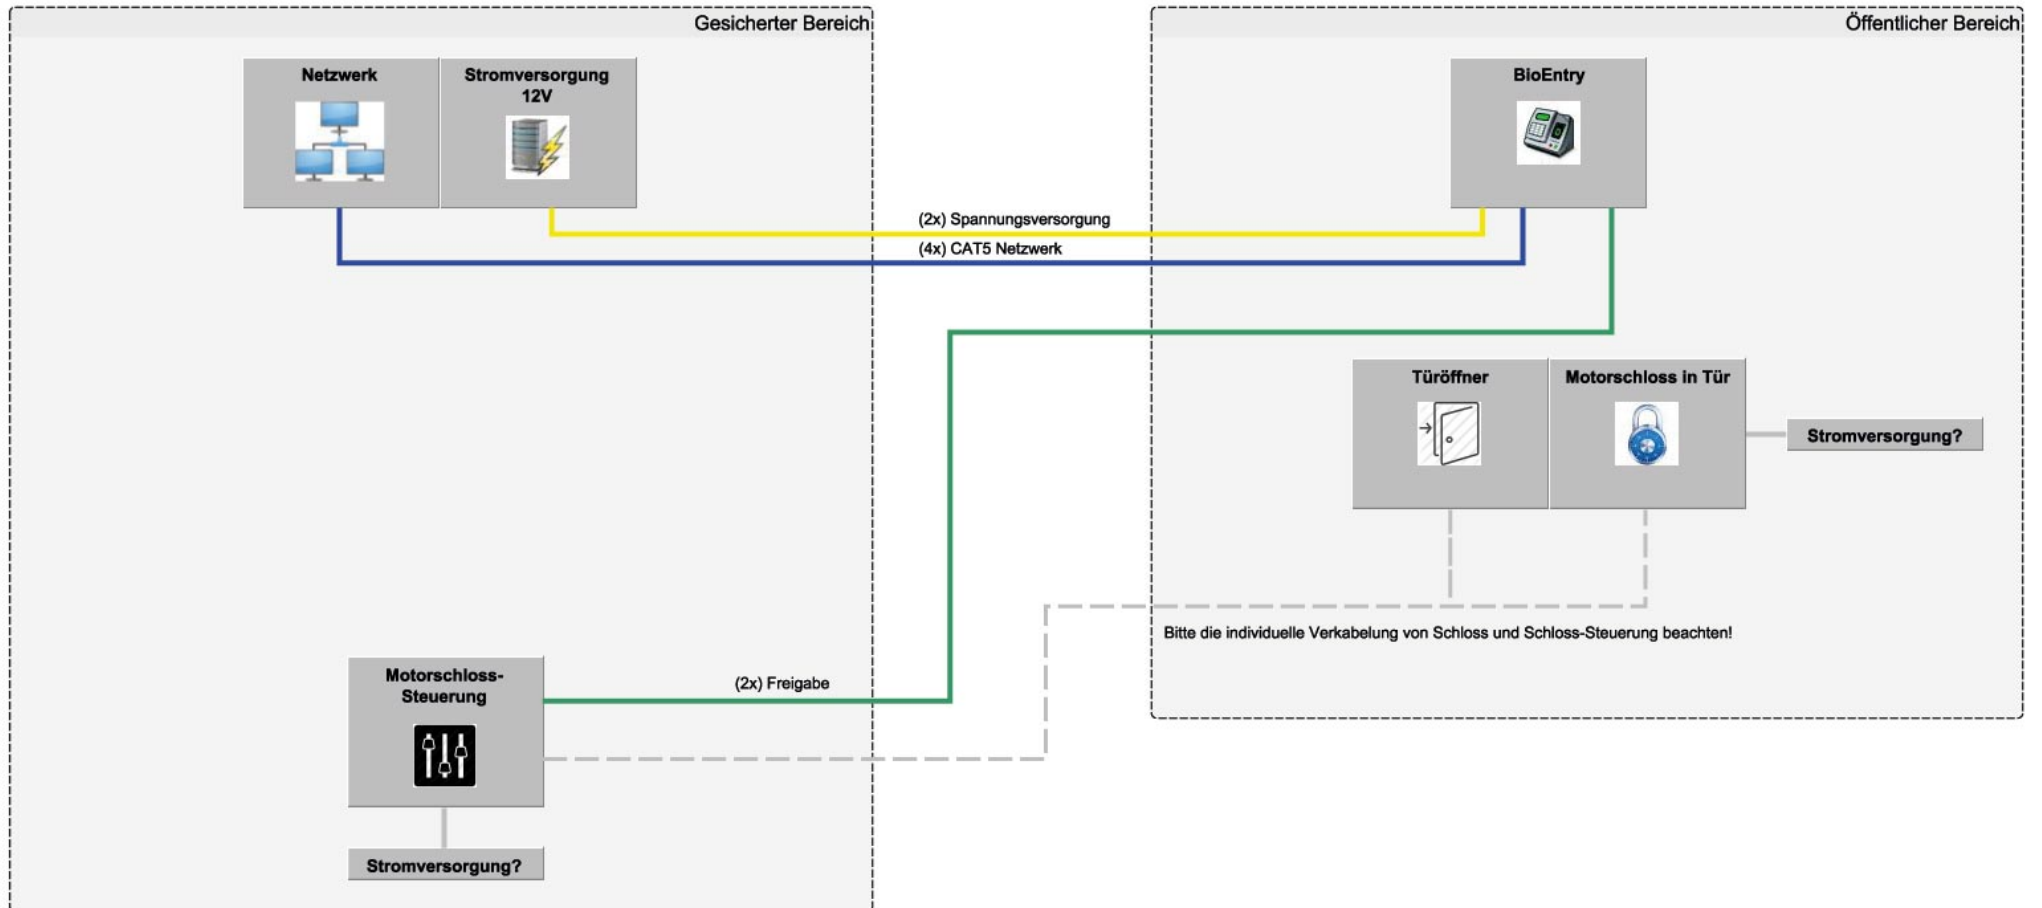 Gesicherter Bereich
Öffentlicher Bereich
Netzwerk
Stromversorgung
12V
BioEntry
(2x) Spannungsversorgung
(4x) CAT5 Netzwerk
Türöffner
Motorschloss in Tür
Stromversorgung?
Bitte die individuelle Verkabelung von Schloss und Schloss-Steuerung beachten!
Motorschloss-
Steuerung
(2x) Freigabe
Stromversorgung?